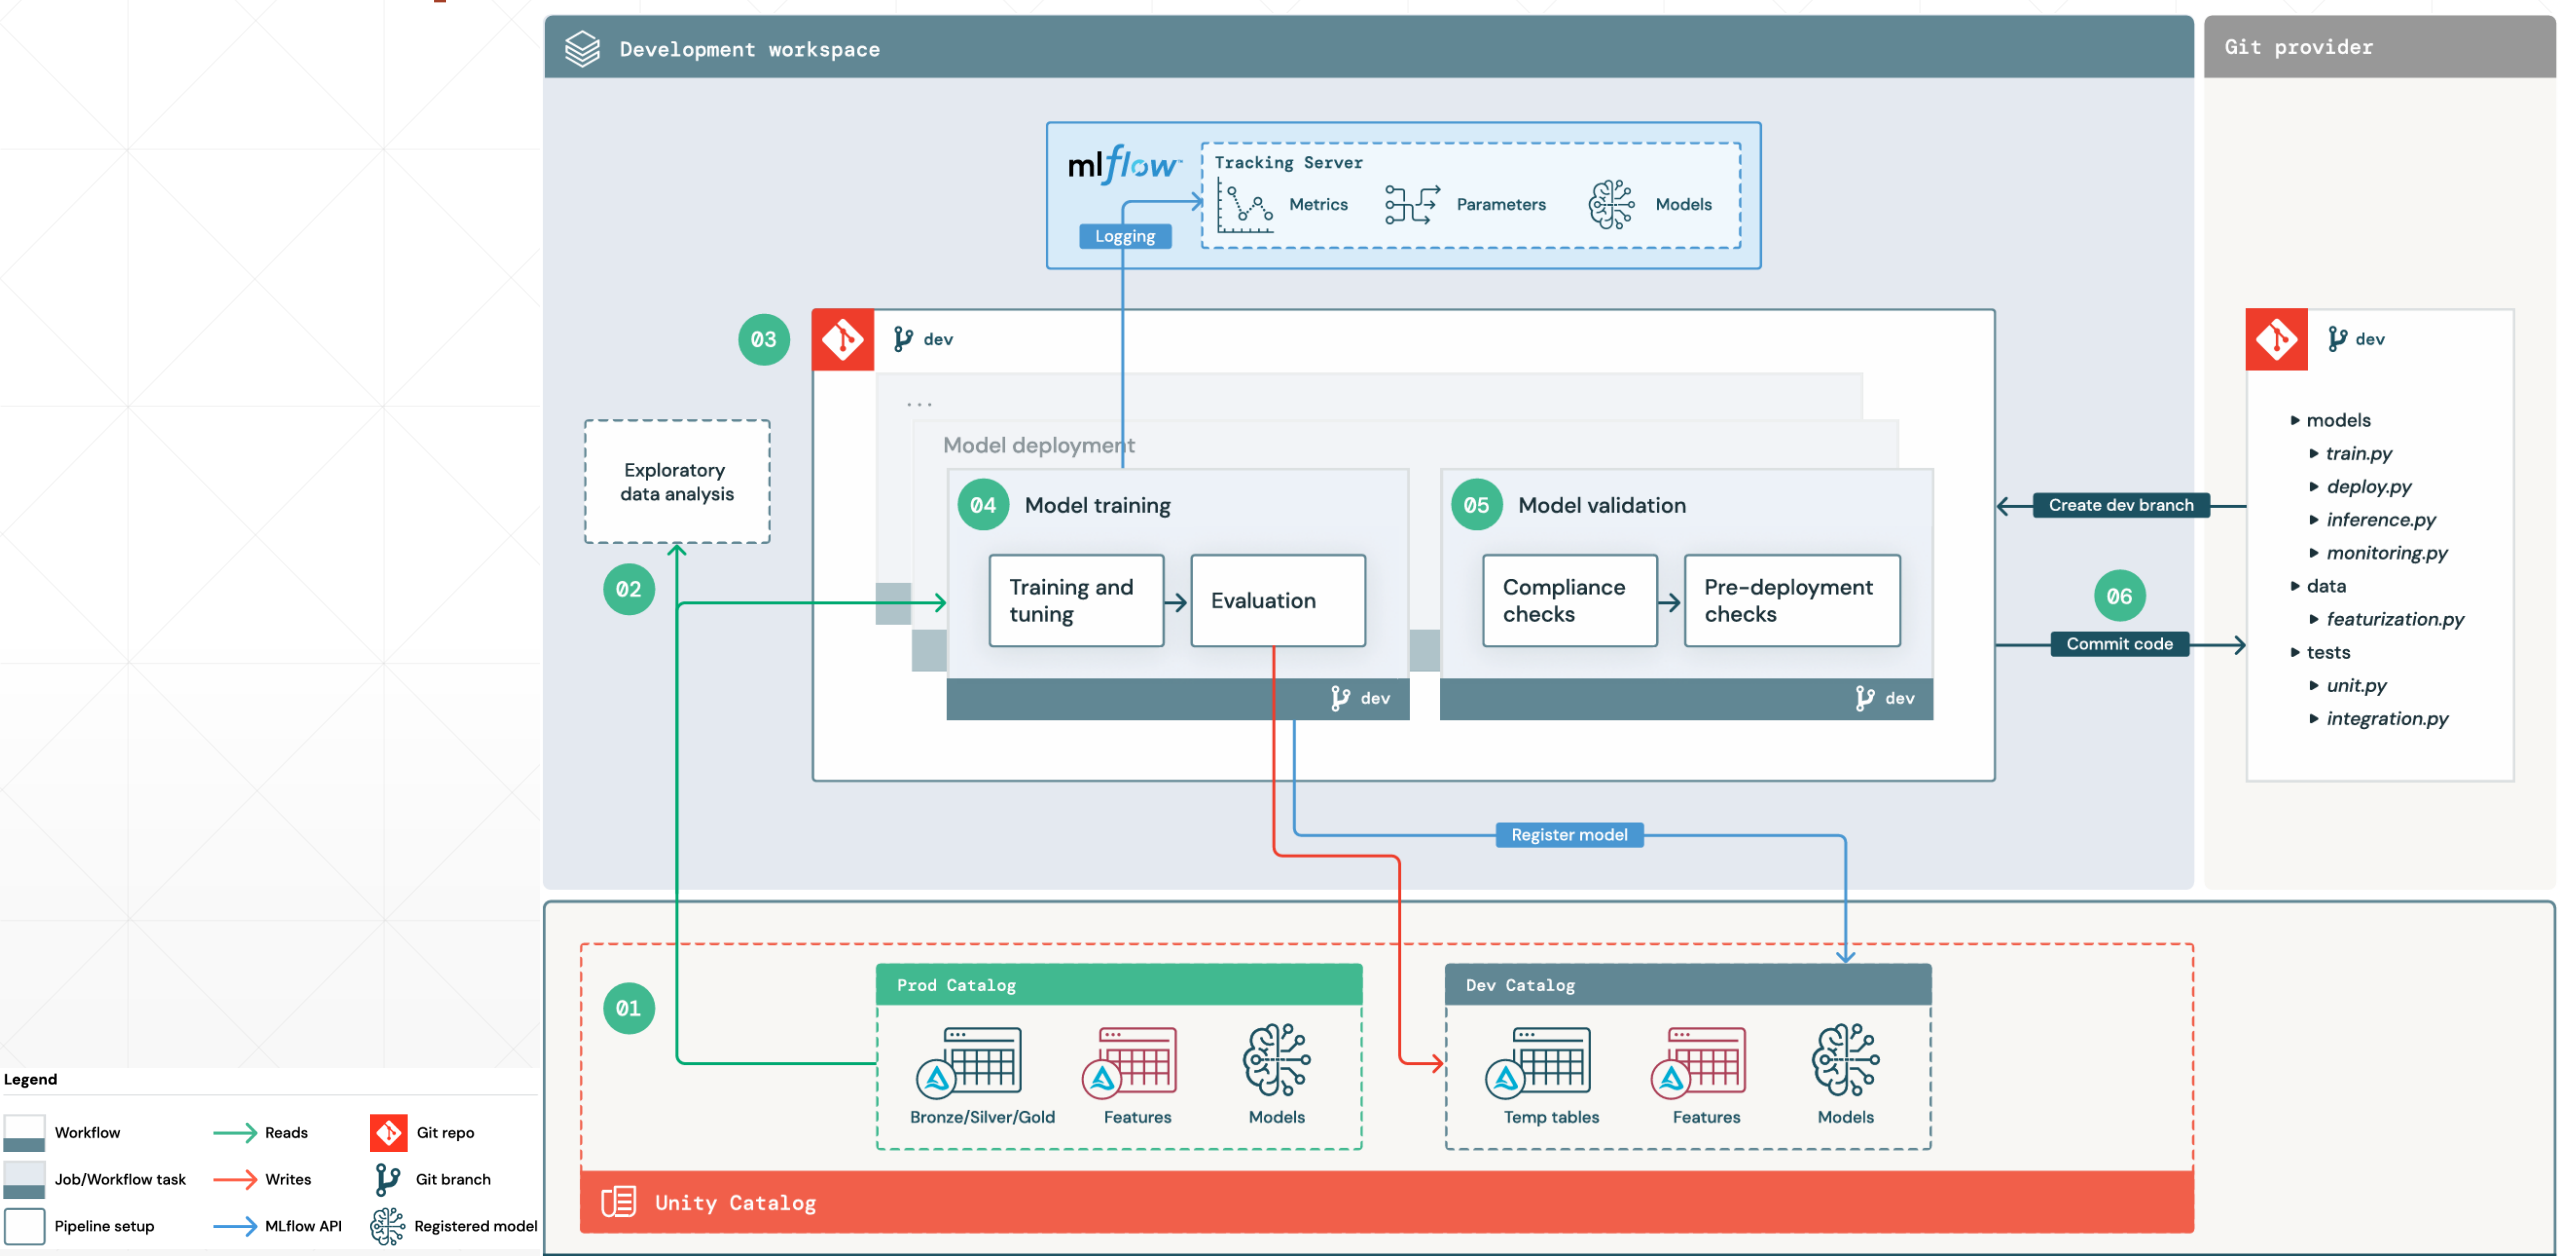 Development workspace
Git provider
mlflow™
Tracking Server
Metrics
Parameters
Models
Logging
03
dev
...
Model deployment
Exploratory
data analysis
02
04
Model training
Training and
tuning
Evaluation
dev
05
Model validation
Compliance
checks
Pre-deployment
checks
dev
Create dev branch
06
Commit code
dev
models
train.py
deploy.py
inference.py
monitoring.py
data
featurization.py
tests
unit.py
integration.py
Register model
01
Prod Catalog
Bronze/Silver/Gold
Features
Models
Dev Catalog
Temp tables
Features
Models
Unity Catalog
Legend
Workflow
Reads
Git repo
Job/Workflow task
Writes
Git branch
Pipeline setup
MLflow API
Registered model